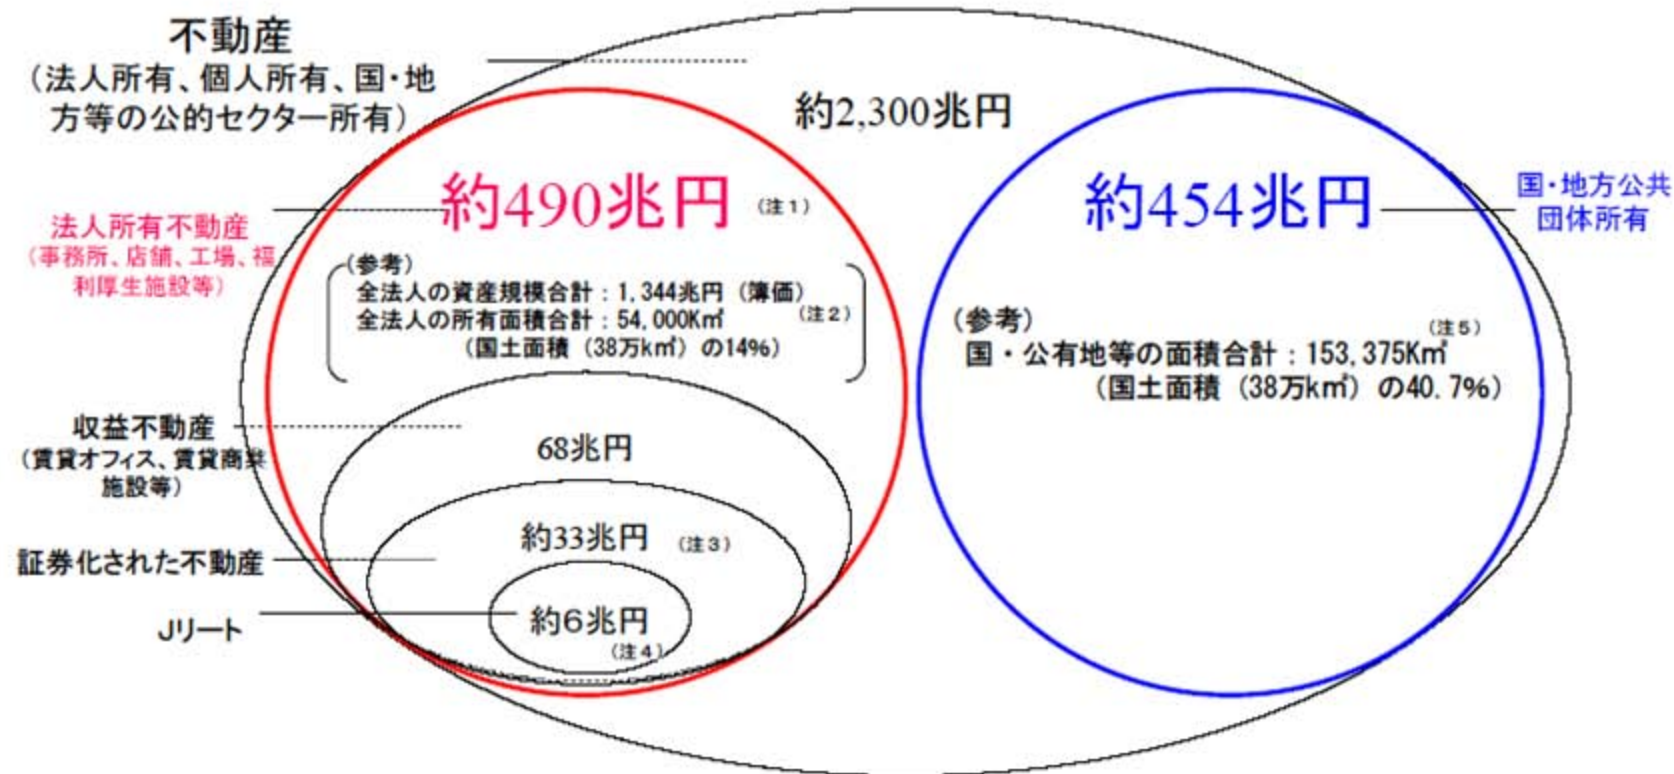 不動産
（法人所有、個人所有、国・地
方等の公的セクター所有）
約2,300兆円
約490兆円 （注１）
法人所有不動産
（事務所、店舗、工場、福
利厚生施設等）
（参考）
全法人の資産規模合計：1,344兆円（簿価）
全法人の所有面積合計：54,000K㎡ （注２）
（国土面積（38万k㎡）の14%）
収益不動産
（賃貸オフィス、賃貸商業
施設等）
68兆円
証券化された不動産
約33兆円 （注３）
Jリート
約６兆円
（注４）
約454兆円
国・地方公共
団体所有
（参考）
（注５）
国・公有地等の面積合計：153,375K㎡
（国土面積（38万k㎡）の40.7%）